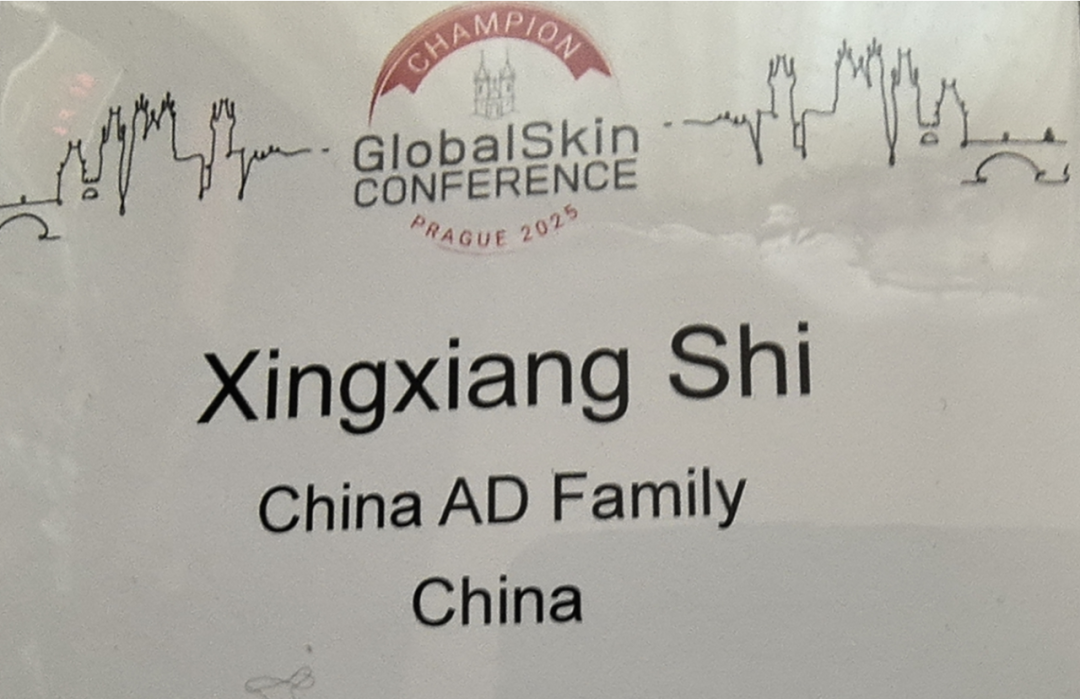 CHAMPION
GlobalSkin
CONFERENCE
PRAGUE 2025
Xingxiang Shi
China AD Family
China